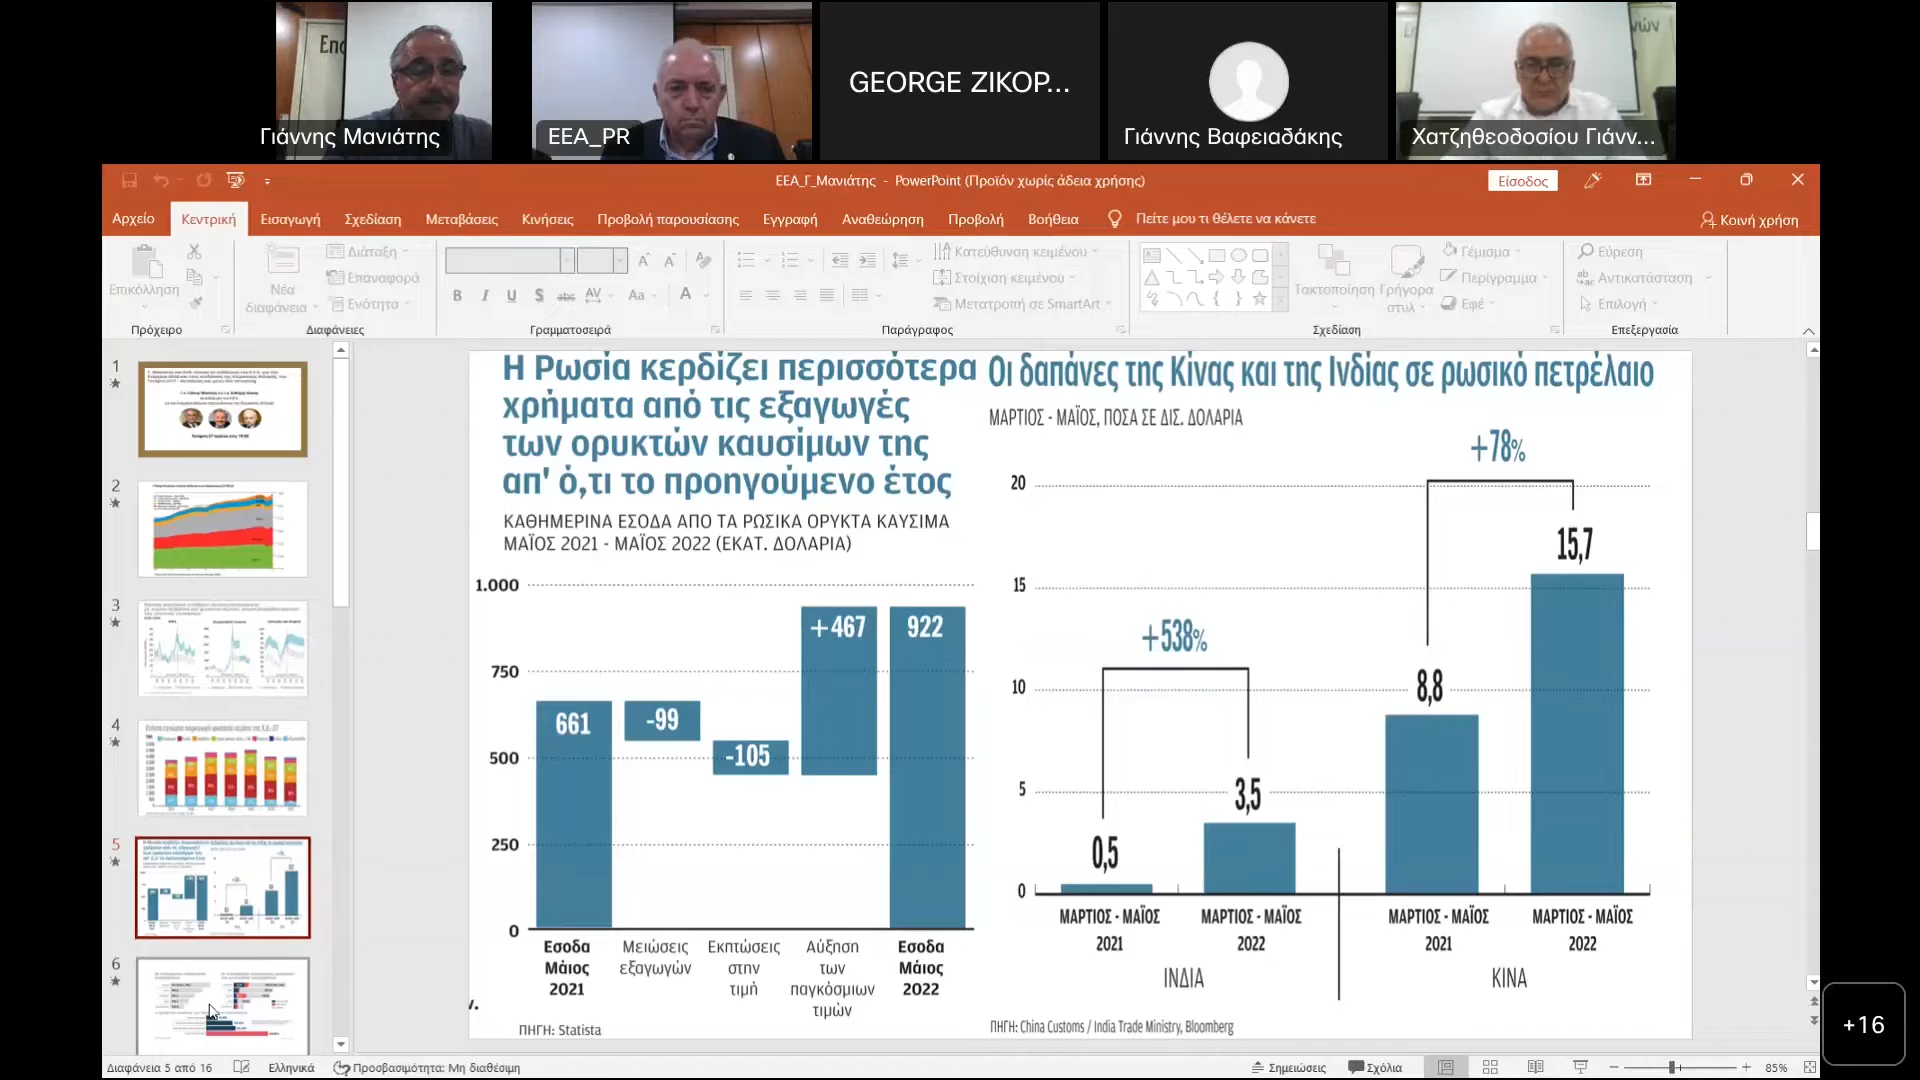 Γιάννης Μανιάτης
EEA_PR
GEORGE ZIKOP...
Γιάννης Βαφειαδάκης
Χατζηθεοδοσίου Γιάνν...
ΕΕΑ_Γ_Μανιάτης - PowerPoint (Προϊόν χωρίς άδεια χρήσης)
Είσοδος
Αρχείο
Κεντρική
Εισαγωγή
Σχεδίαση
Μεταβάσεις
Κινήσεις
Προβολή παρουσίασης
Εγγραφή
Αναθεώρηση
Προβολή
Βοήθεια
Πείτε μου τι θέλετε να κάνετε
Κοινή χρήση
Επικόλληση
Νέα
διαφάνεια
Διάταξη
Επαναφορά
Ενότητα
Κατεύθυνση κειμένου
Στοίχιση κειμένου
Μετατροπή σε SmartArt
Τακτοποίηση
Γρήγορα
στυλ
Γέμισμα
Περίγραμμα
Εφέ
Εύρεση
Αντικατάσταση
Επιλογή
Πρόχειρο
Διαφάνειες
Γραμματοσειρά
Παράγραφος
Σχεδίαση
Επεξεργασία
1
2
3
4
5
6
Η Ρωσία κερδίζει περισσότερα
χρήματα από τις εξαγωγές
των ορυκτών καυσίμων της
απ' ό,τι το προηγούμενο έτος
ΚΑΘΗΜΕΡΙΝΑ ΕΣΟΔΑ ΑΠΟ ΤΑ ΡΩΣΙΚΑ ΟΡΥΚΤΑ ΚΑΥΣΙΜΑ
ΜΑΪΟΣ 2021 - ΜΑΪΟΣ 2022 (ΕΚΑΤ. ΔΟΛΑΡΙΑ)
1.000
750
500
250
0
661
-99
-105
+467
922
Εσοδα
Μάιος
2021
Μειώσεις
εξαγωγών
Εκπτώσεις
στην
τιμή
Αύξηση
των
παγκόσμιων
τιμών
Εσοδα
Μάιος
2022
ΠΗΓΗ: Statista
Οι δαπάνες της Κίνας και της Ινδίας σε ρωσικό πετρέλαιο
ΜΑΡΤΙΟΣ - ΜΑΪΟΣ, ΠΟΣΑ ΣΕ ΔΙΣ. ΔΟΛΑΡΙΑ
20
15
10
5
0
+538%
+78%
0,5
3,5
8,8
15,7
ΜΑΡΤΙΟΣ - ΜΑΪΟΣ
2021
ΜΑΡΤΙΟΣ - ΜΑΪΟΣ
2022
ΜΑΡΤΙΟΣ - ΜΑΪΟΣ
2021
ΜΑΡΤΙΟΣ - ΜΑΪΟΣ
2022
ΙΝΔΙΑ
ΚΙΝΑ
ΠΗΓΗ: China Customs / India Trade Ministry, Bloomberg
+16
Διαφάνεια 5 από 16
Ελληνικά
Προσβασιμότητα: Μη διαθέσιμη
Σημειώσεις
Σχόλια
85%